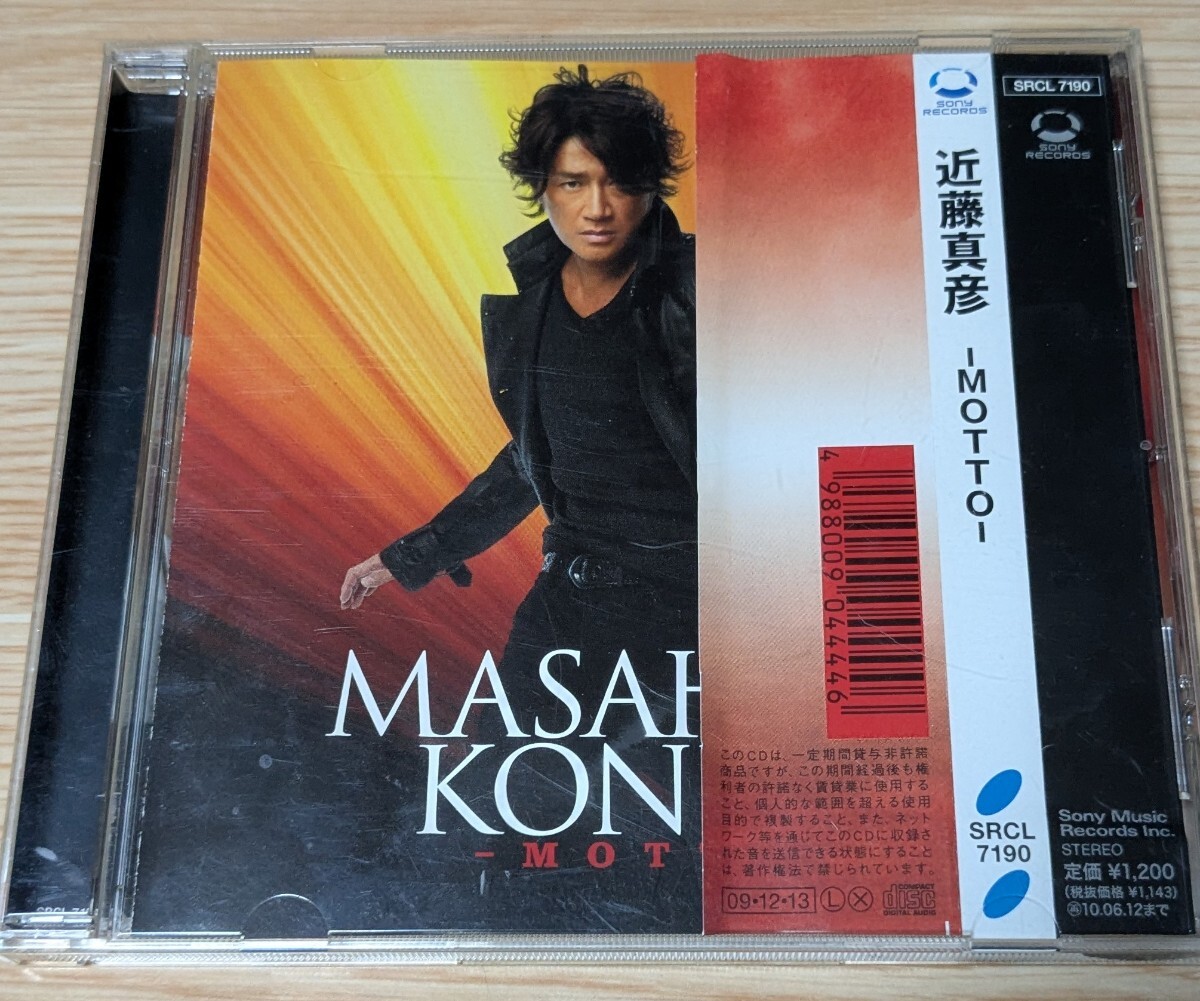 MASAH
KON
-MOT
4 988009 044446
このCDは、一定期間貸与非許諾
商品ですが、この期間経過後も権
利者の許諾なく賃貸業に使用する
こと、個人的な範囲を超える使用
目的で複製すること、また、ネット
ワーク等を通じてこのCDに収録さ
れた音を送信できる状態にすること
は、著作権法で禁じられています。
09・12・13
L
X
COMPACT
disc
DIGITAL AUDIO
SONY
RECORDS
近藤真彦
-MOTTO-
SRCL
7190
SRCL 7190
SONY
RECORDS
Sony Music
Records Inc.
STEREO
定価 ¥1,200
(税抜価格 ¥1,143)
10.06.12まで